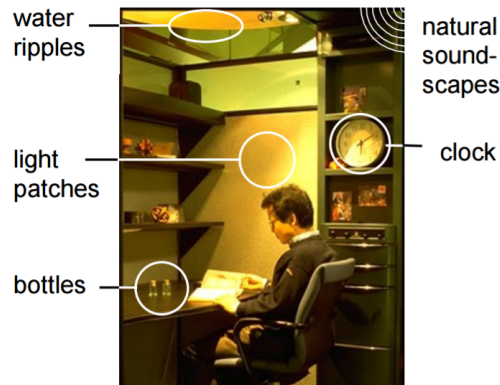 water
ripples
natural
sound-
scapes
clock
light
patches
bottles